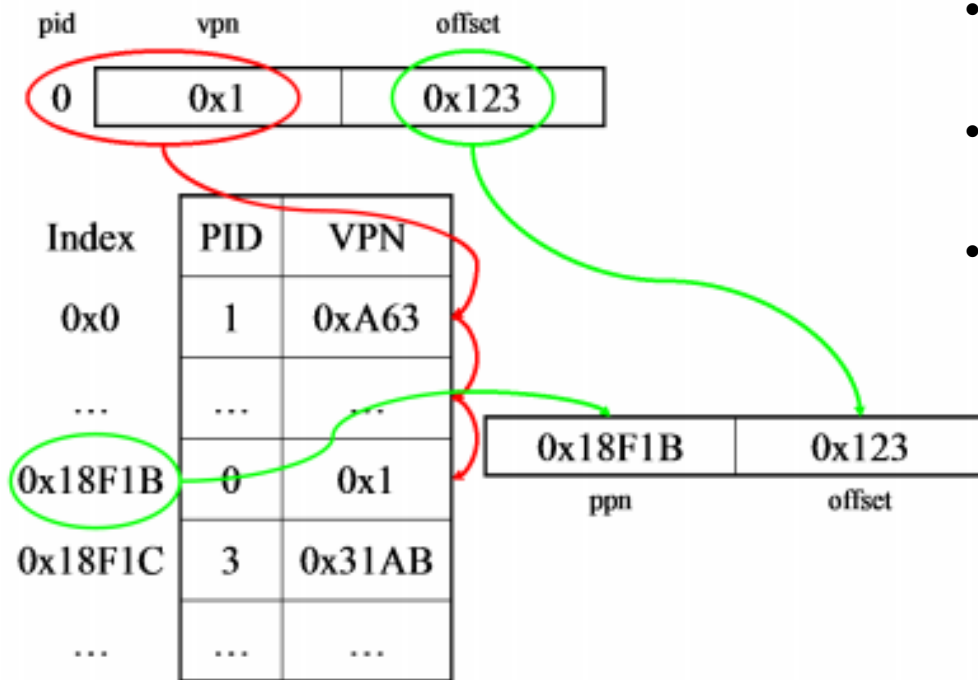 pid vpn offset
0 0x1 0x123
Index PID VPN
0x0 1 0xA63
... ... ...
0x18F1B 0 0x1
0x18F1C 3 0x31AB
... ... ...
0x18F1B 0x123
ppn offset